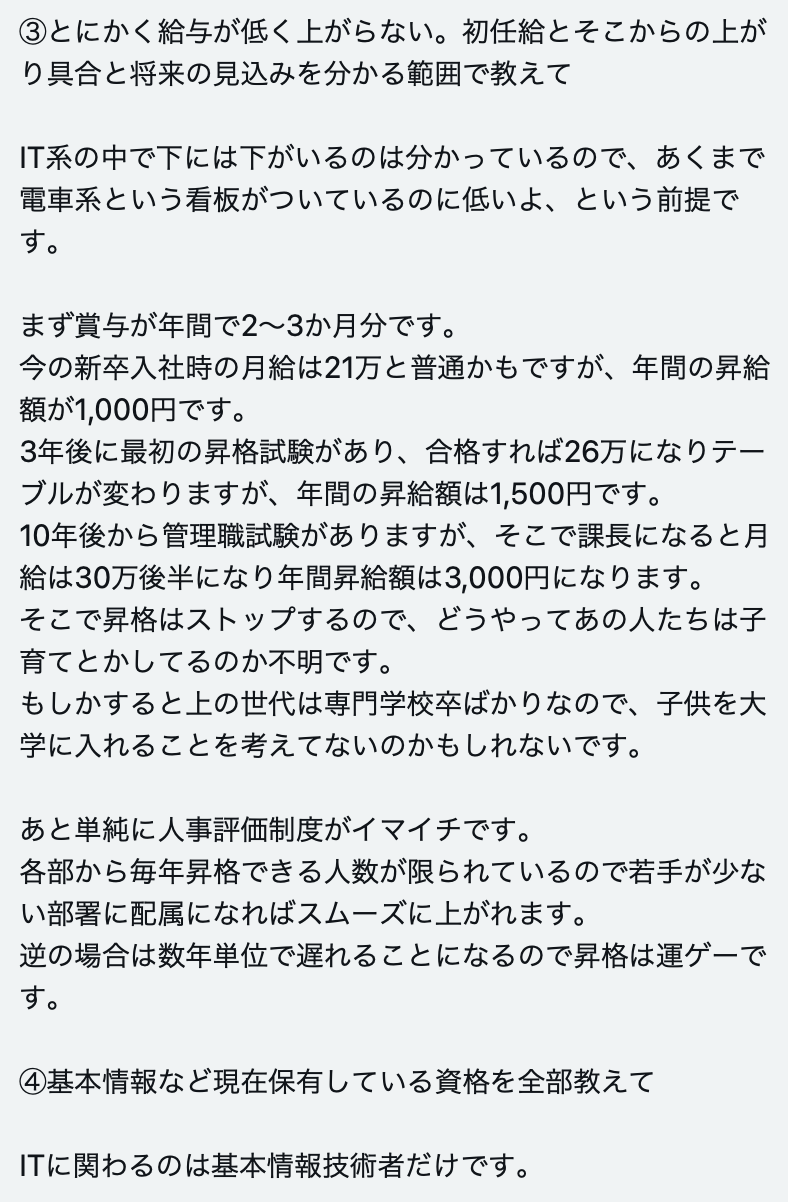 ③とにかく給与が低く上がらない。初任給とそこからの上が
り具合と将来の見込みを分かる範囲で教えて
IT系の中で下には下がいるのは分かっているので、あくまで
電車系という看板がついているのに低いよ、という前提で
す。
まず賞与が年間で2〜3か月分です。
今の新卒入社時の月給は21万と普通かもですが、年間の昇給
額が1,000円です。
3年後に最初の昇格試験があり、合格すれば26万になりテー
ブルが変わりますが、年間の昇給額は1,500円です。
10年後から管理職試験がありますが、そこで課長になると月
給は30万後半になり年間昇給額は3,000円になります。
そこで昇格はストップするので、どうやってあの人たちは子
育てとかしてるのか不明です。
もしかすると上の世代は専門学校卒ばかりなので、子供を大
学に入れることを考えてないのかもしれないです。
あと単純に人事評価制度がイマイチです。
各部から毎年昇格できる人数が限られているので若手が少な
い部署に配属になればスムーズに上がれます。
逆の場合は数年単位で遅れることになるので昇格は運ゲーで
す。
④基本情報など現在保有している資格を全部教えて
ITに関わるのは基本情報技術者だけです。